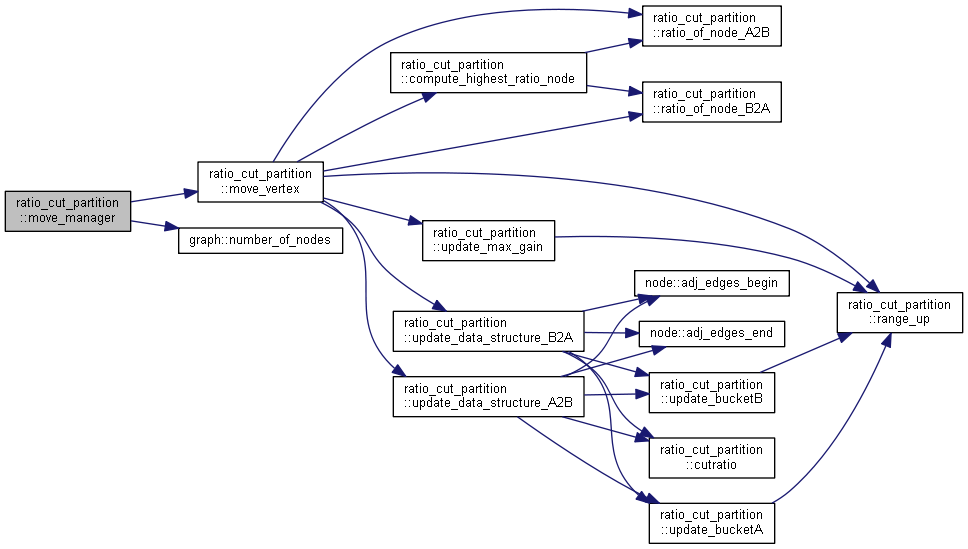 ratio_cut_partition
::ratio_of_node_A2B
ratio_cut_partition
::compute_highest_ratio_node
ratio_cut_partition
::ratio_of_node_B2A
ratio_cut_partition
::move_vertex
ratio_cut_partition
::move_manager
graph::number_of_nodes
ratio_cut_partition
::update_max_gain
node::adj_edges_begin
ratio_cut_partition
::range_up
ratio_cut_partition
::update_data_structure_B2A
node::adj_edges_end
ratio_cut_partition
::update_data_structure_A2B
ratio_cut_partition
::update_bucketB
ratio_cut_partition
::cutratio
ratio_cut_partition
::update_bucketA